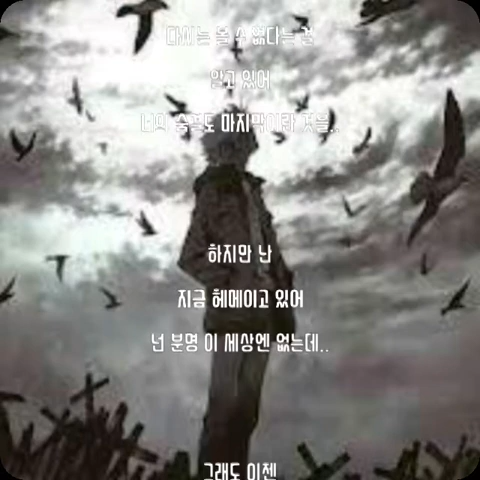 다시는 볼 수 없다는 걸
알고 있어
너의 숨결도 마지막이란 것을..
하지만 난
지금 헤메이고 있어
넌 분명 이 세상엔 없는데..
그래도 이젠